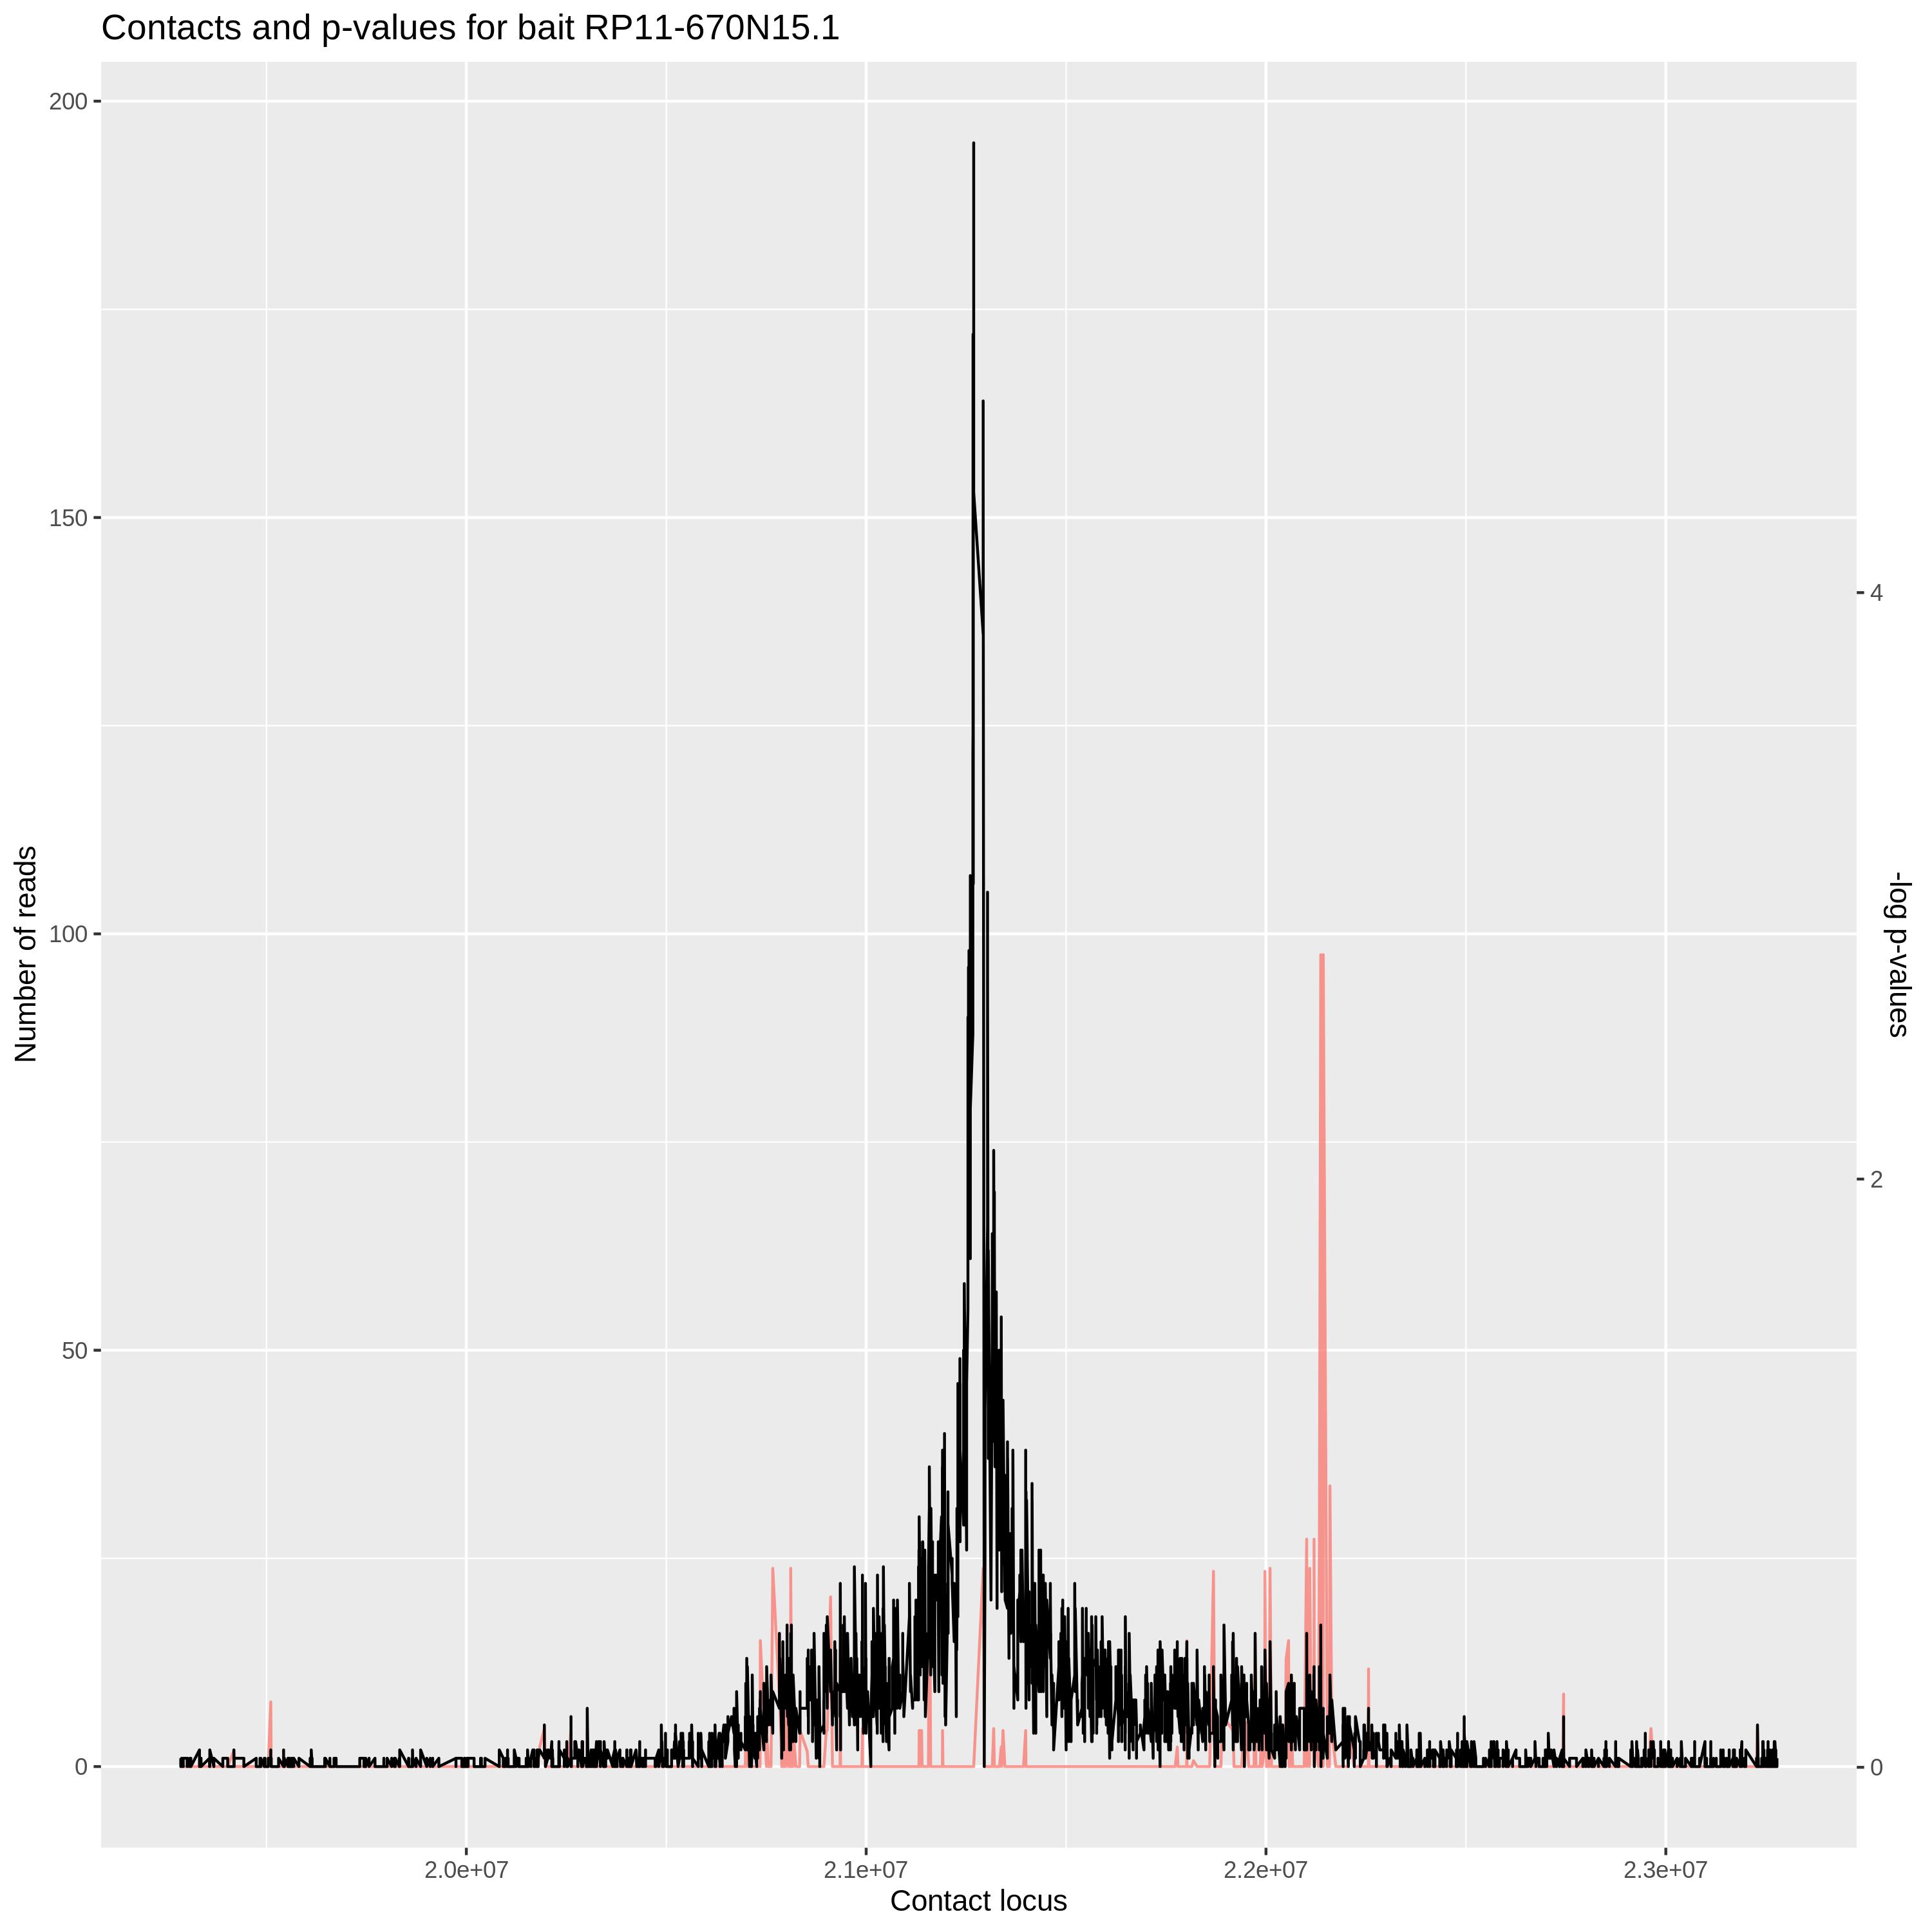 Contacts and p-values for bait RP11-670N15.1
200
150
100
50
0
Number of reads
4
2
0
-log p-values
2.0e+07
2.1e+07
2.2e+07
2.3e+07
Contact locus